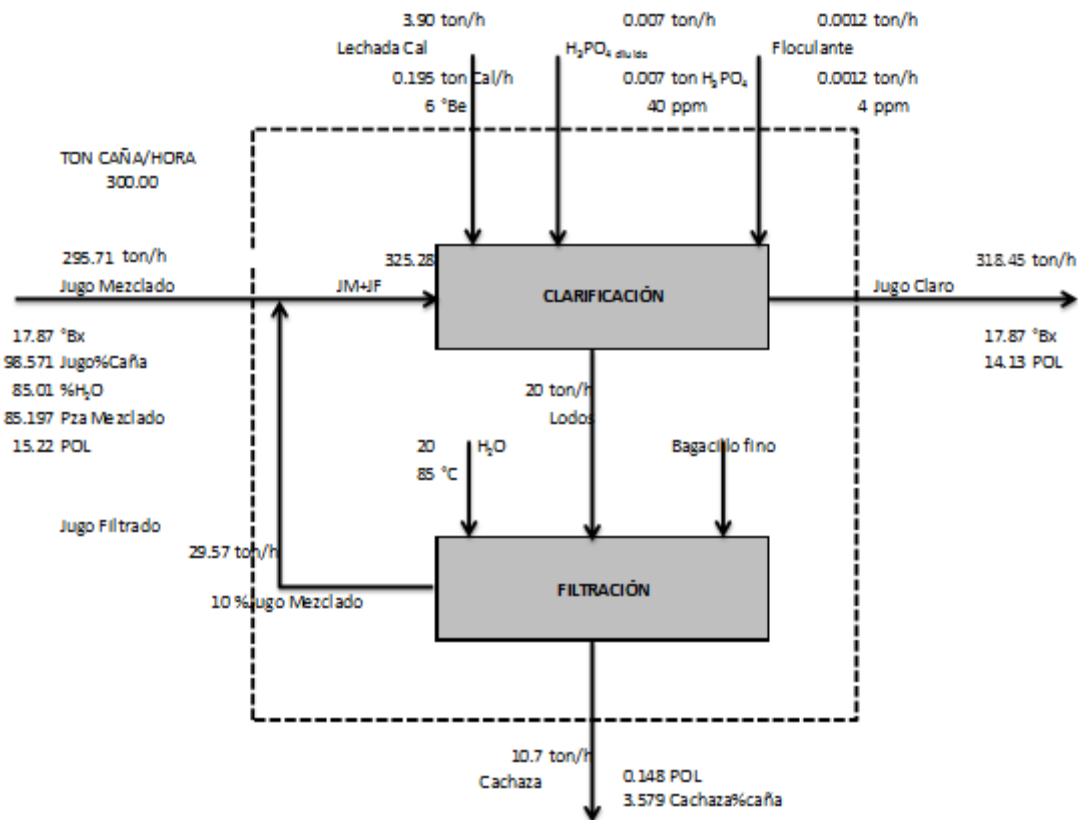 3.90 ton/h
0.007 ton/h
0.0012 ton/h
Lechada Cal
H₂PO₄ diluido
Floculante
0.195 ton Cal/h
0.007 ton H₂PO₄
0.0012 ton/h
6 °Be
40 ppm
4 ppm
TON CAÑA/HORA
300.00
295.71 ton/h
325.28
318.45 ton/h
Jugo Mezclado
JM+JF
CLARIFICACIÓN
Jugo Claro
17.87 °Bx
17.87 °Bx
98.571 Jugo%Caña
14.13 POL
85.01 %H₂O
20 ton/h
85.197 Pza Mezclado
Lodos
15.22 POL
20 H₂O
Bagacillo fino
85 °C
Jugo Filtrado
29.57 ton/h
FILTRACIÓN
10 %Jugo Mezclado
10.7 ton/h
Cachaza
0.148 POL
3.579 Cachaza%caña